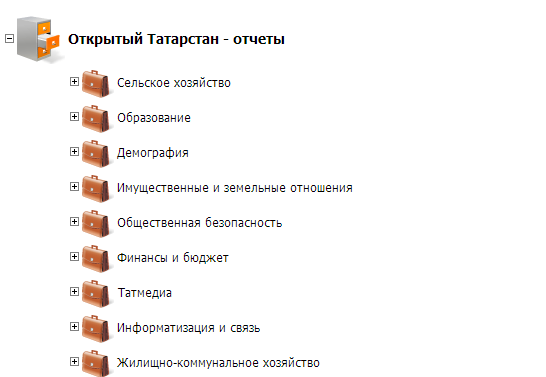 Открытый Татарстан - отчеты
Сельское хозяйство
Образование
Демография
Имущественные и земельные отношения
Общественная безопасность
Финансы и бюджет
Татмедиа
Информатизация и связь
Жилищно-коммунальное хозяйство